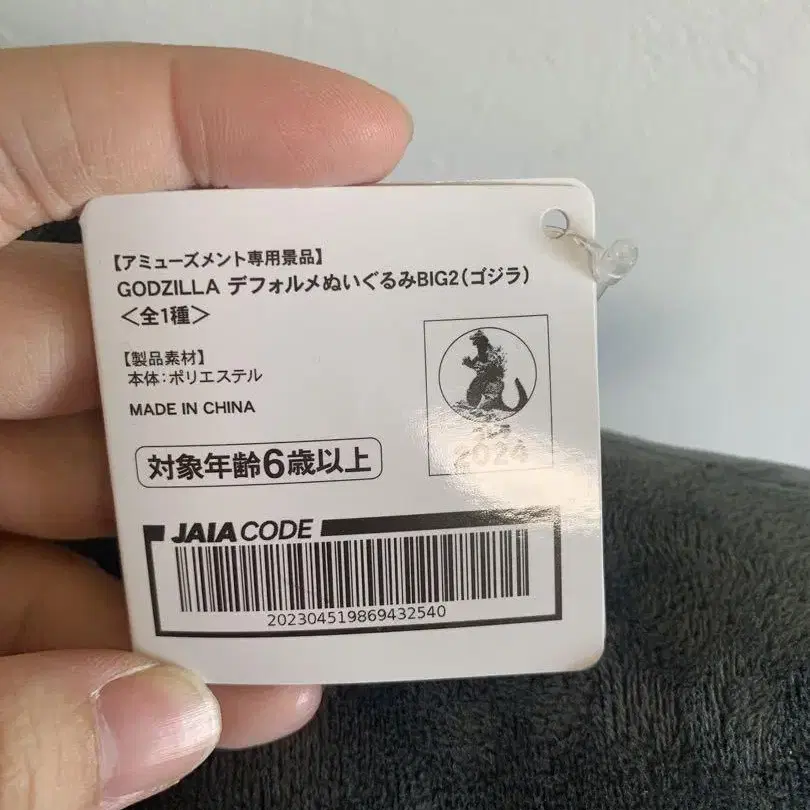 【アミューズメント専用景品】
GODZILLA デフォルメぬいぐるみBIG2(ゴジラ)
＜全1種＞
【製品素材】
本体：ポリエステル
MADE IN CHINA
対象年齢6歳以上
2024
JAIA CODE
202304519869432540